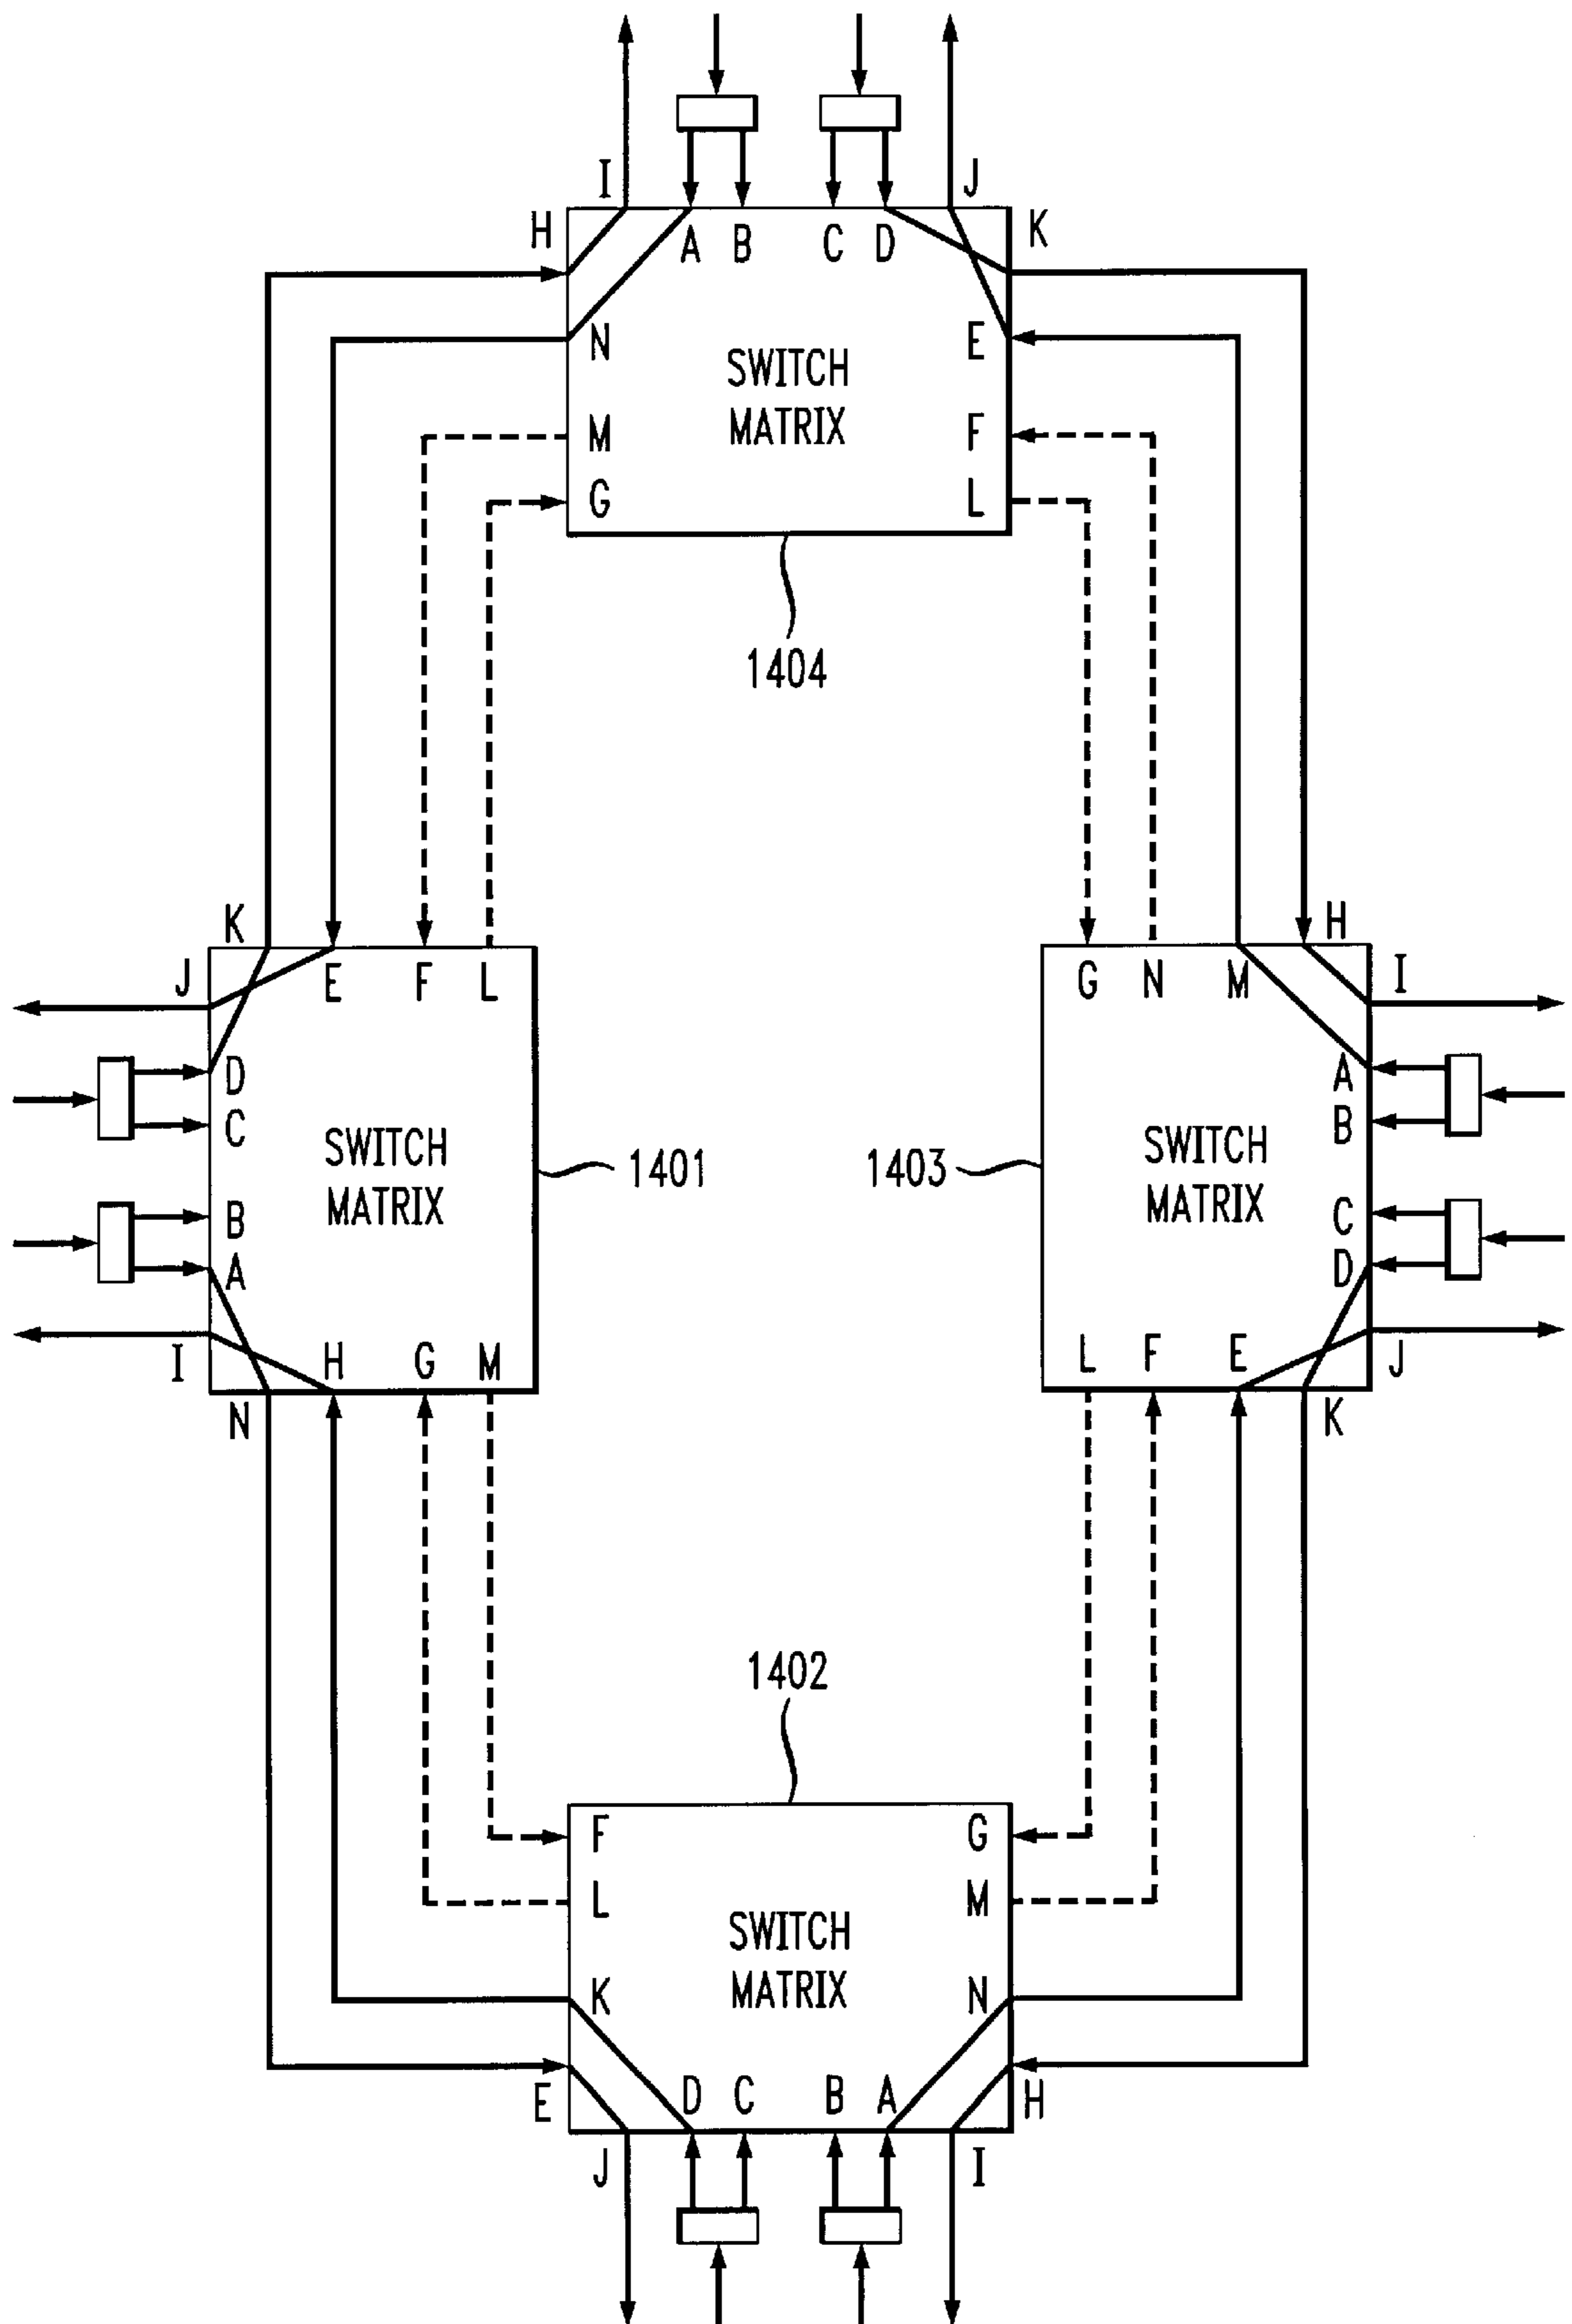 I
J
H
A B C D
K
N
E
SWITCH
MATRIX
M
F
G
L
1404
K
H
J
E F L
G N M
I
D
A
C
B
SWITCH
MATRIX
1401
1403
SWITCH
MATRIX
B
C
A
D
I
H G M
L F E
J
N
K
1402
F
G
L
M
SWITCH
MATRIX
K
N
E
D C B A
H
J
I